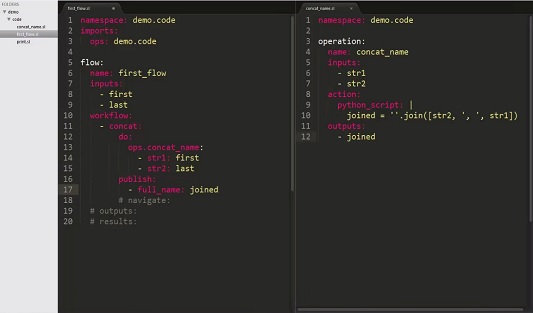 FOLDERS
demo
code
concat_name.sl
first_flow.sl
print.sl
first_flow.sl
1 namespace: demo.code
2 imports:
3 ops: demo.code
4
5 flow:
6 name: first_flow
7 inputs:
8 - first
9 - last
10 workflow:
11 - concat:
12 do:
13 ops.concat_name:
14 - str1: first
15 - str2: last
16 publish:
17 - full_name: joined
18 # navigate:
19 # outputs:
20 # results:
concat_name.sl
1 namespace: demo.code
2
3 operation:
4 name: concat_name
5 inputs:
6 - str1
7 - str2
8 action:
9 python_script: |
10 joined = ''.join([str2, ', ', str1])
11 outputs:
12 - joined